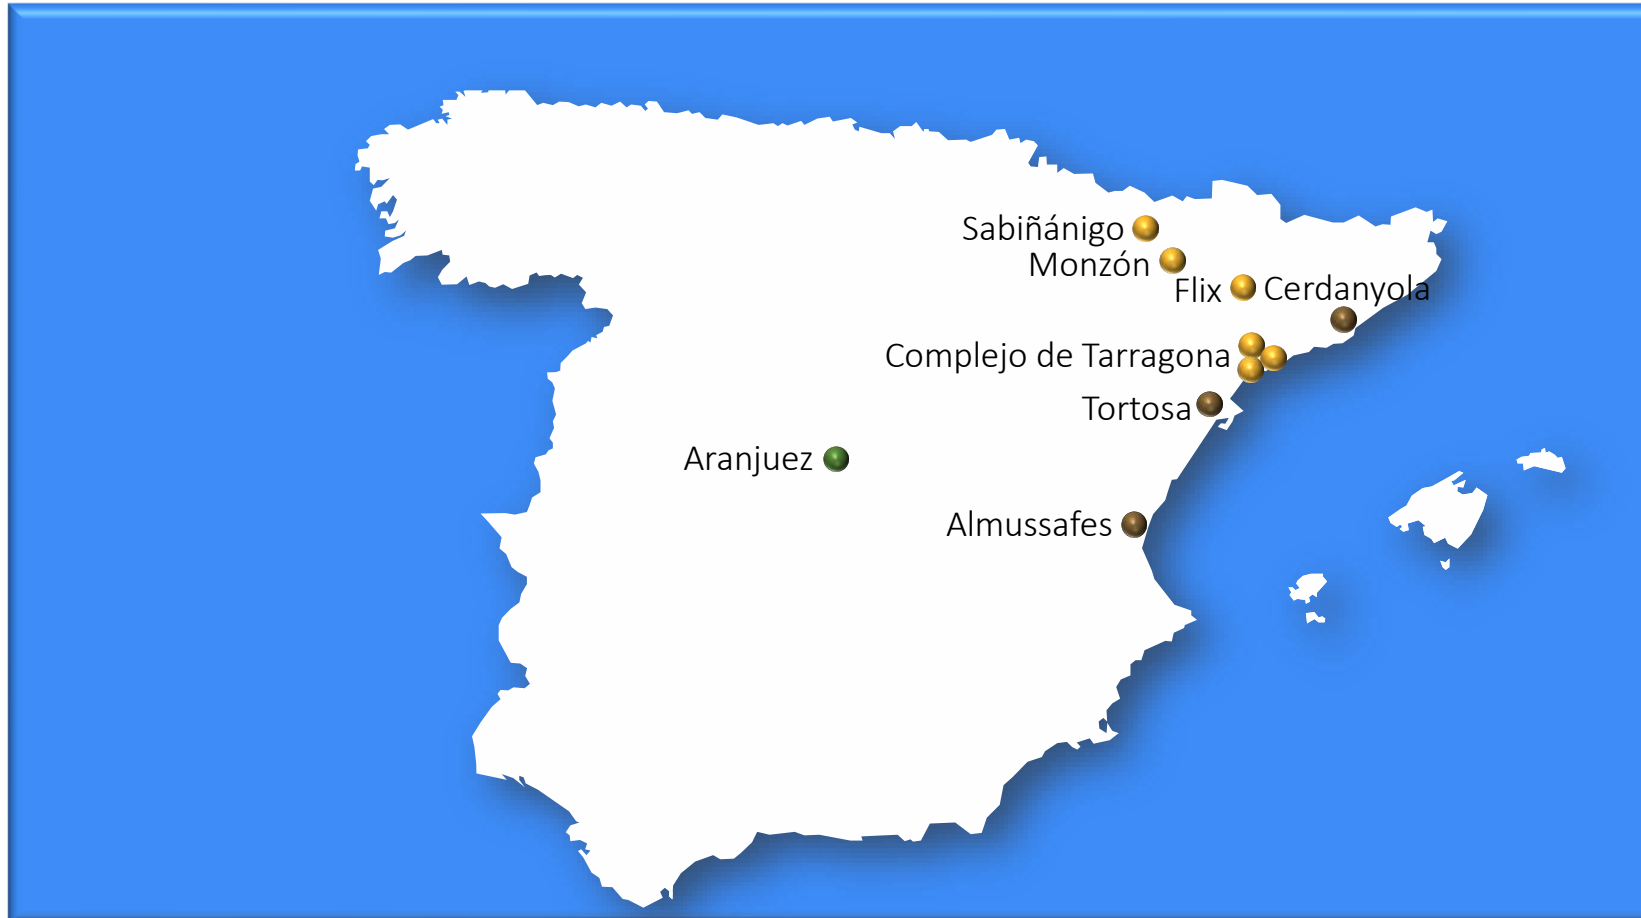 Sabiñánigo
Monzón
Flix
Cerdanyola
Complejo de Tarragona
Tortosa
Aranjuez
Almussafes